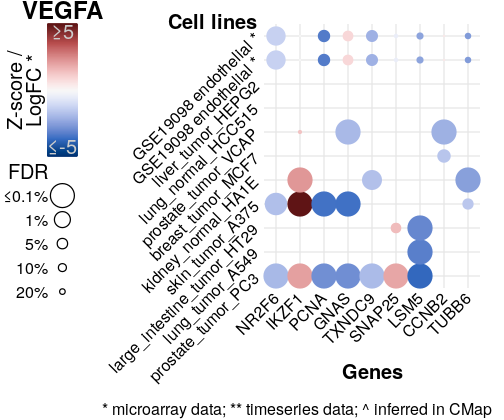 VEGFA
Cell lines
≥5
≤-5
Z-score /
LogFC *
FDR
≤0.1%
1%
5%
10%
20%
GSE19098 endothelial *
GSE19098 endothelial *
liver_tumor_HEPG2
lung_normal_HCC515
prostate_tumor_VCAP
breast_tumor_MCF7
kidney_normal_HA1E
skin_tumor_A375
large_intestine_tumor_HT29
lung_tumor_A549
prostate_tumor_PC3
NR2F6
IKZF1
PCNA
GNAS
TXNDC9
SNAP25
LSM5
CCNB2
TUBB6
Genes
* microarray data; ** timeseries data; ^ inferred in CMap